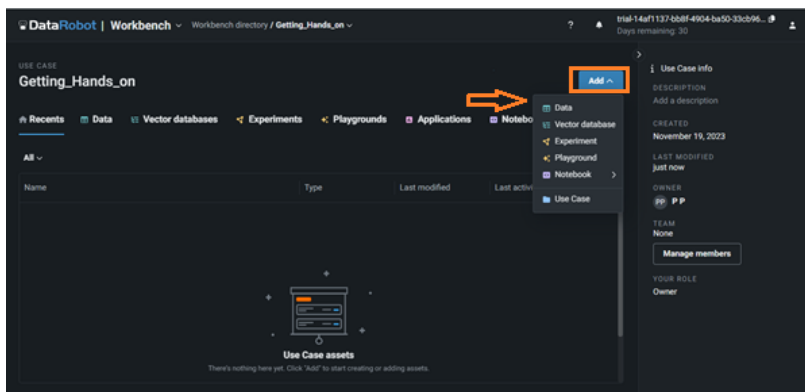 DataRobot | Workbench Workbench directory / Getting_Hands_on
? trial-14af1137-bb8f-4904-ba50-33cb96...
Days remaining: 30
USE CASE
Getting_Hands_on
Add
Recents Data Vector databases Experiments Playgrounds Applications Notebo
Data
Vector database
Experiment
Playground
Notebook
Use Case
All
Name Type Last modified Last activi
Use Case assets
There's nothing here yet. Click "Add" to start creating or adding assets.
i Use Case info
DESCRIPTION
Add a description
CREATED
November 19, 2023
LAST MODIFIED
just now
OWNER
PP P P
TEAM
None
Manage members
YOUR ROLE
Owner